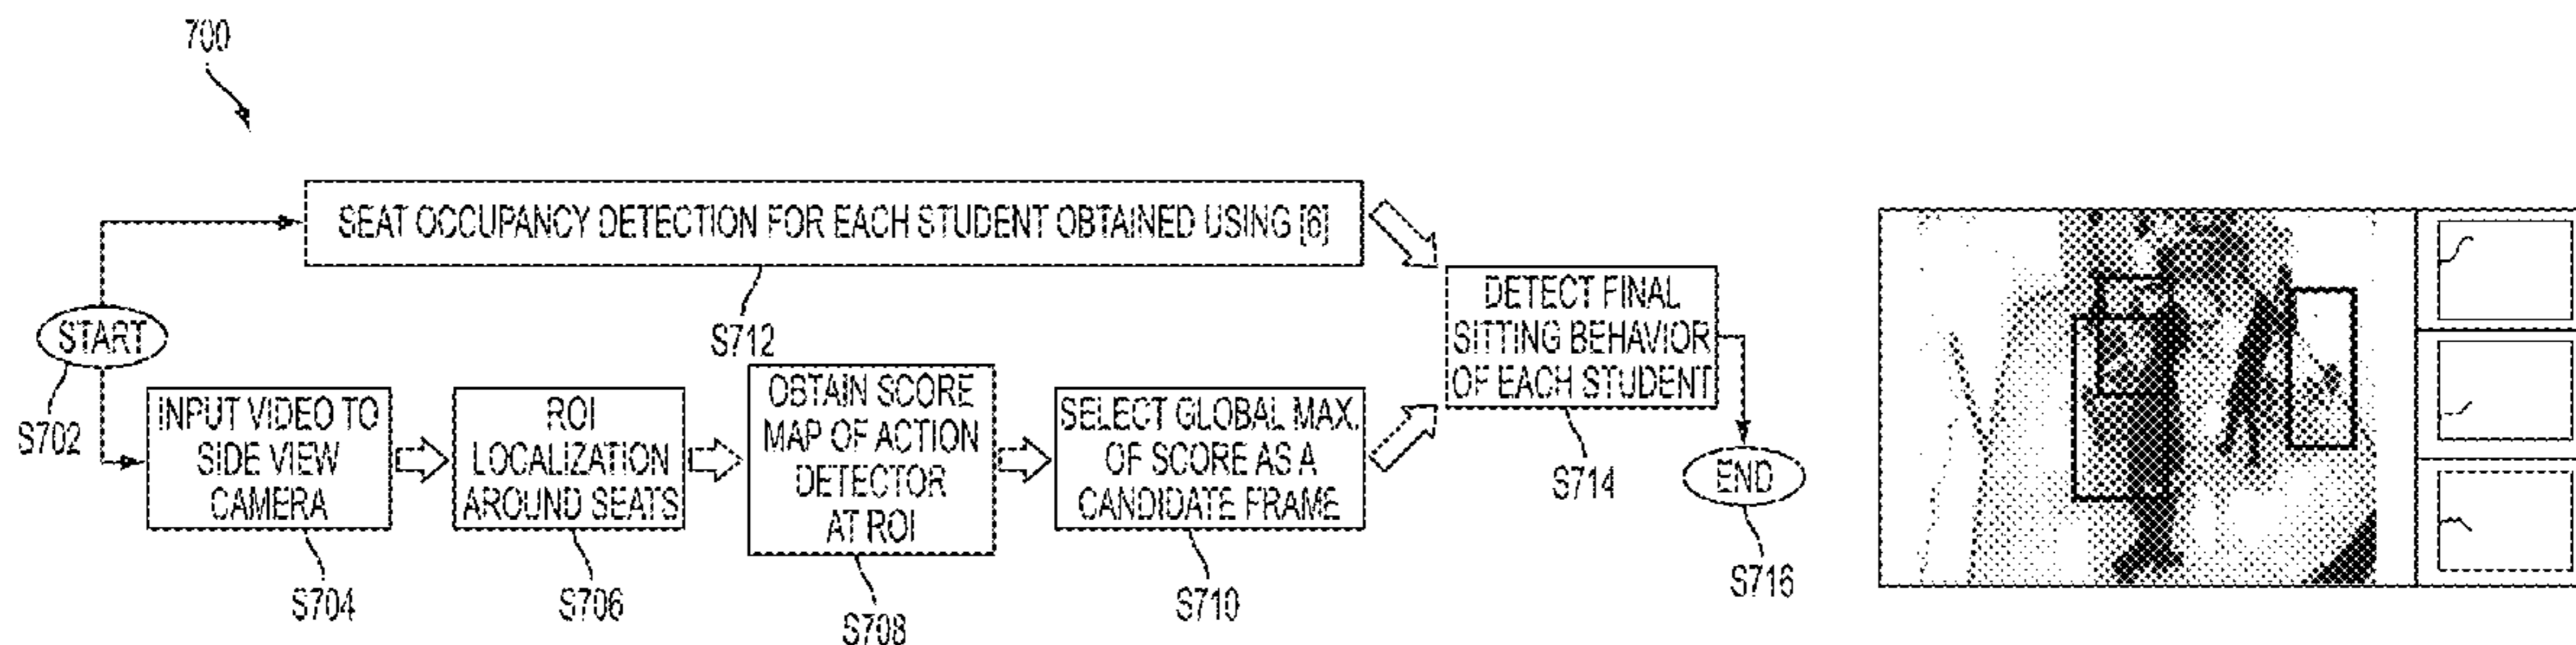 700
SEAT OCCUPANCY DETECTION FOR EACH STUDENT OBTAINED USING [6]
S712
START
S702
INPUT VIDEO TO
SIDE VIEW
CAMERA
S704
ROI
LOCALIZATION
AROUND SEATS
S706
OBTAIN SCORE
MAP OF ACTION
DETECTOR
AT ROI
S708
SELECT GLOBAL MAX.
OF SCORE AS A
CANDIDATE FRAME
S710
DETECT FINAL
SITTING BEHAVIOR
OF EACH STUDENT
S714
END
S716